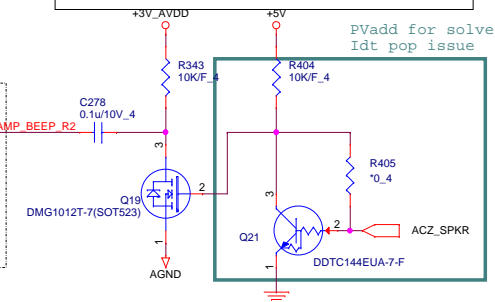 +3V_AVDD
+5V
PVadd for solve
Idt pop issue
R343
10K/F_4
R404
10K/F_4
C278
0.1u/10V_4
AMP_BEEP_R2
3
Q19
2
DMG1012T-7(SOT523)
1
AGND
R405
*0_4
3
Q21
2
ACZ_SPKR
DDTC144EUA-7-F
1